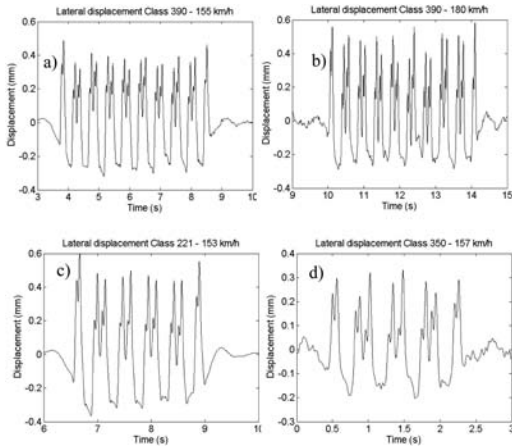 Lateral displacement Class 390 - 155 km/h
a)
Displacement (mm)
0.6
0.4
0.2
0
-0.2
-0.4
3 4 5 6 7 8 9 10
Time (s)
Lateral displacement Class 390 - 180 km/h
b)
Displacement (mm)
0.6
0.4
0.2
0
-0.2
-0.4
9 10 11 12 13 14 15
Time (s)
Lateral displacement Class 221 - 153 km/h
c)
Displacement (mm)
0.6
0.4
0.2
0
-0.2
-0.4
6 7 8 9 10
Time (s)
Lateral displacement Class 350 - 157 km/h
d)
Displacement (mm)
0.4
0.3
0.2
0.1
0
-0.1
-0.2
0.3
0 0.5 1 1.5 2 2.5 3
Time (s)